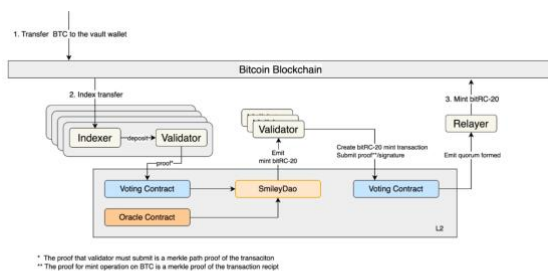 1. Transfer BTC to the vault wallet
Bitcoin Blockchain
2. Index transfer
3. Mint bitRC-20
Indexer
deposit
Validator
Validator
Relayer
proof*
Emit
mint bitRC-20
Create bitRC-20 mint transaction
Submit proof**/signature
Emit quorum formed
Voting Contract
SmileyDao
Voting Contract
Oracle Contract
L2
* The proof that validator must submit is a merkle path proof of the transaciton
** The proof for mint operation on BTC is a merkle proof of the transaction recipt